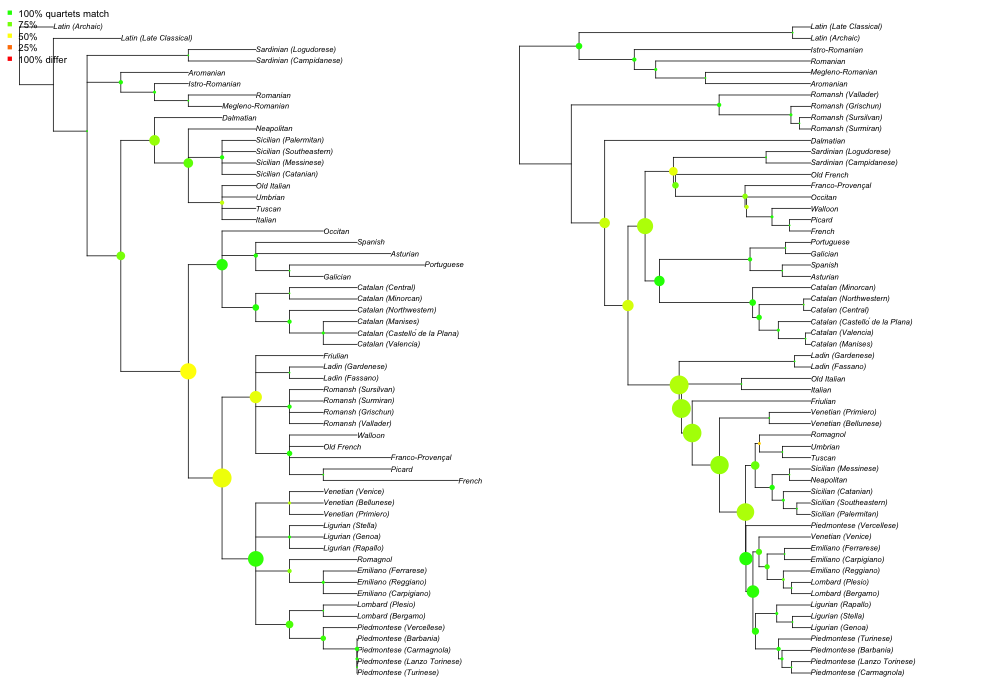 100% quartets match
75%
50%
25%
100% differ
Latin (Archaic)
Latin (Late Classical)
Sardinian (Logudorese)
Sardinian (Campidanese)
Aromanian
Istro-Romanian
Romanian
Megleno-Romanian
Dalmatian
Neapolitan
Sicilian (Palermitan)
Sicilian (Southeastern)
Sicilian (Messinese)
Sicilian (Catanian)
Old Italian
Umbrian
Tuscan
Italian
Occitan
Spanish
Asturian
Portuguese
Galician
Catalan (Central)
Catalan (Minorcan)
Catalan (Northwestern)
Catalan (Manises)
Catalan (Castelló de la Plana)
Catalan (Valencia)
Friulian
Ladin (Gardenese)
Ladin (Fassano)
Romansh (Sursilvan)
Romansh (Surmiran)
Romansh (Grischun)
Romansh (Vallader)
Walloon
Old French
Franco-Provençal
Picard
French
Venetian (Venice)
Venetian (Bellunese)
Venetian (Primiero)
Ligurian (Stella)
Ligurian (Genoa)
Ligurian (Rapallo)
Romagnol
Emiliano (Ferrarese)
Emiliano (Reggiano)
Emiliano (Carpigiano)
Lombard (Plesio)
Lombard (Bergamo)
Piedmontese (Vercellese)
Piedmontese (Barbania)
Piedmontese (Carmagnola)
Piedmontese (Lanzo Torinese)
Piedmontese (Turinese)
Latin (Late Classical)
Latin (Archaic)
Istro-Romanian
Romanian
Megleno-Romanian
Aromanian
Romansh (Vallader)
Romansh (Grischun)
Romansh (Sursilvan)
Romansh (Surmiran)
Dalmatian
Sardinian (Logudorese)
Sardinian (Campidanese)
Old French
Franco-Provençal
Occitan
Walloon
Picard
French
Portuguese
Galician
Spanish
Asturian
Catalan (Minorcan)
Catalan (Northwestern)
Catalan (Central)
Catalan (Castelló de la Plana)
Catalan (Valencia)
Catalan (Manises)
Ladin (Gardenese)
Ladin (Fassano)
Old Italian
Italian
Friulian
Venetian (Primiero)
Venetian (Bellunese)
Romagnol
Umbrian
Tuscan
Sicilian (Messinese)
Neapolitan
Sicilian (Catanian)
Sicilian (Southeastern)
Sicilian (Palermitan)
Piedmontese (Vercellese)
Venetian (Venice)
Emiliano (Ferrarese)
Emiliano (Carpigiano)
Emiliano (Reggiano)
Lombard (Plesio)
Lombard (Bergamo)
Ligurian (Rapallo)
Ligurian (Stella)
Ligurian (Genoa)
Piedmontese (Turinese)
Piedmontese (Barbania)
Piedmontese (Lanzo Torinese)
Piedmontese (Carmagnola)